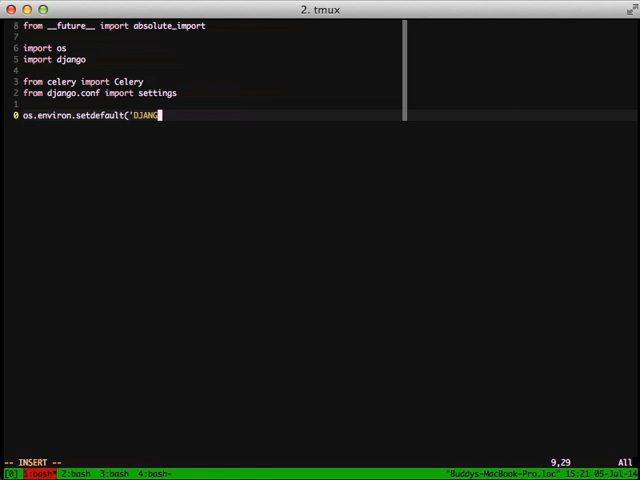 2. tmux
8 from __future__ import absolute_import
7
6 import os
5 import django
4
3 from celery import Celery
2 from django.conf import settings
1
0 os.environ.setdefault('DJANG
-- INSERT -- 9,29 All
[0] 1:bash* 2:bash 3:bash 4:bash- "Buddys-MacBook-Pro.loc" 15:21 05-Jul-14